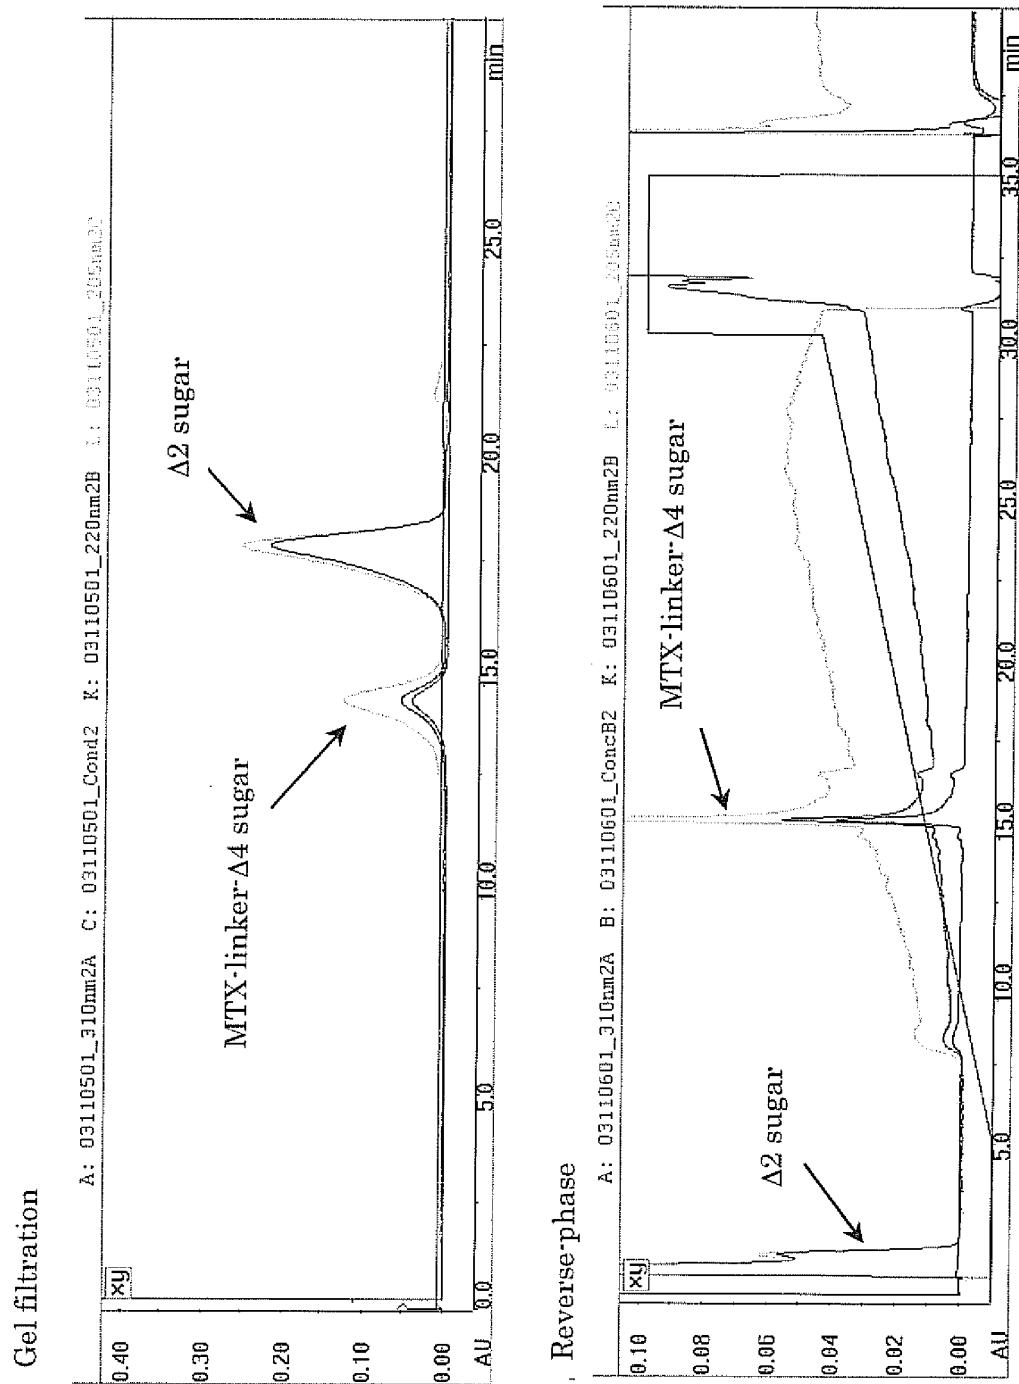 Gel filtration
A: 03110501_310nm2A C: 03110501_Cond2 K: 03110501_220nm2B L: 03110501_205nm2C
xy
0.40
0.30
0.20
0.10
0.00
AU
MTX-linker-Δ4 sugar
Δ2 sugar
0.0
5.0
10.0
15.0
20.0
25.0
min
Reverse-phase
A: 03110601_310nm2A B: 03110601_ConcB2 K: 03110601_220nm2B L: 03110601_205nm2C
xy
0.10
0.08
0.06
0.04
0.02
0.00
AU
Δ2 sugar
MTX-linker-Δ4 sugar
5.0
10.0
15.0
20.0
25.0
30.0
35.0
min